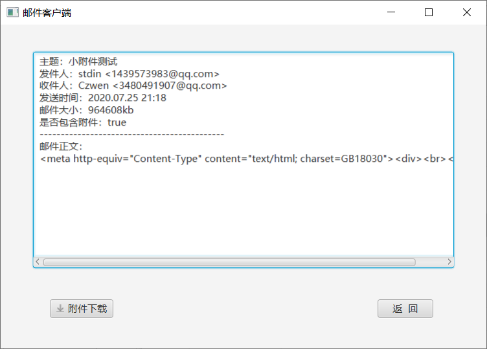 邮件客户端
主题：小附件测试
发件人：stdin <1439573983@qq.com>
收件人：Czwen <3480491907@qq.com>
发送时间：2020.07.25 21:18
邮件大小：964608kb
是否包含附件：true
--------------------------------------------
邮件正文：
<meta http-equiv="Content-Type" content="text/html; charset=GB18030"><div><br><
附件下载
返 回